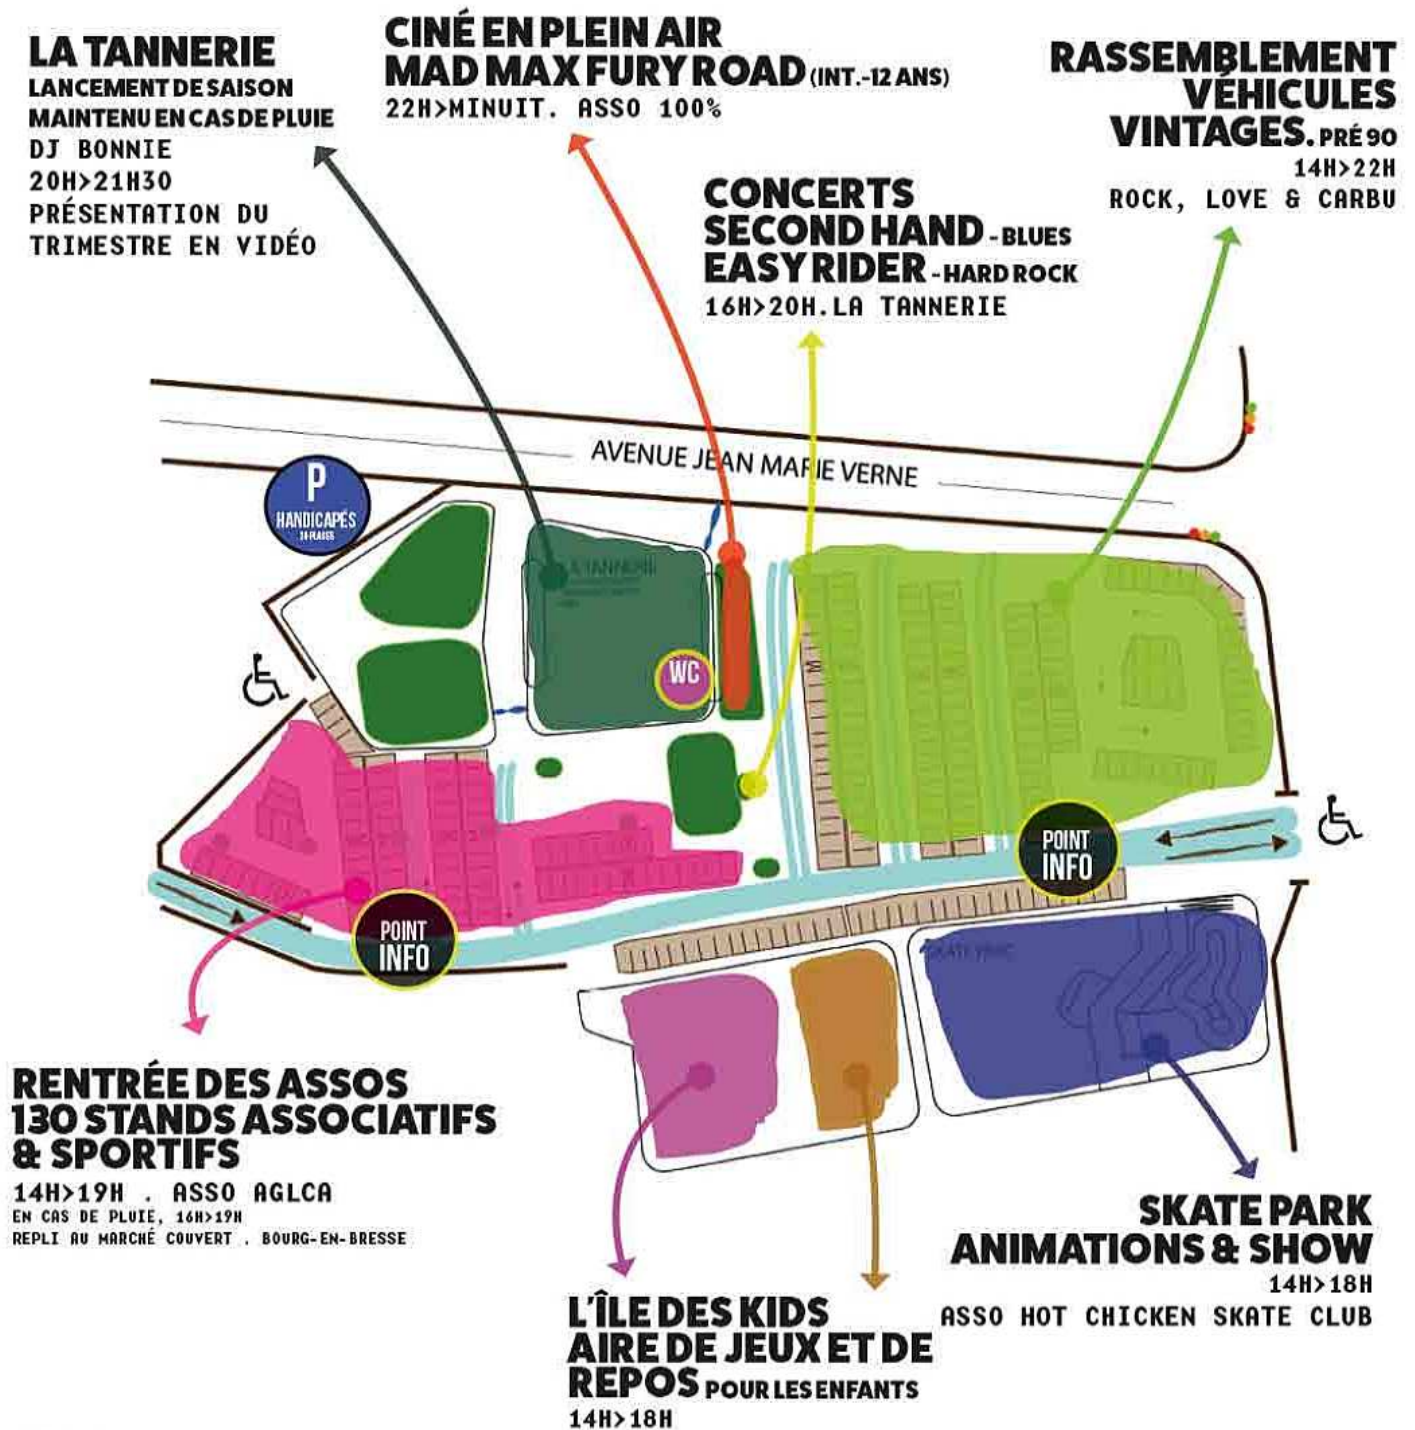 LA TANNERIE
LANCEMENT DE SAISON
MAINTENU EN CAS DE PLUIE
DJ BONNIE
20H>21H30
PRÉSENTATION DU
TRIMESTRE EN VIDÉO
CINÉ EN PLEIN AIR
MAD MAX FURY ROAD (INT.-12 ANS)
22H>MINUIT. ASSO 100%
RASSEMBLEMENT
VÉHICULES
VINTAGES. PRÉ 90
14H>22H
ROCK, LOVE & CARBU
CONCERTS
SECOND HAND - BLUES
EASY RIDER - HARD ROCK
16H>20H. LA TANNERIE
AVENUE JEAN MARIE VERNE
P
HANDICAPÉS
LA TANNERIE
WC
POINT
INFO
POINT
INFO
SKATE PARC
RENTRÉE DES ASSOS
130 STANDS ASSOCIATIFS
& SPORTIFS
14H>19H . ASSO AGLCA
EN CAS DE PLUIE, 16H>19H
REPLI AU MARCHÉ COUVERT . BOURG-EN-BRESSE
SKATE PARK
ANIMATIONS & SHOW
14H>18H
ASSO HOT CHICKEN SKATE CLUB
L'ÎLE DES KIDS
AIRE DE JEUX ET DE
REPOS POUR LES ENFANTS
14H>18H